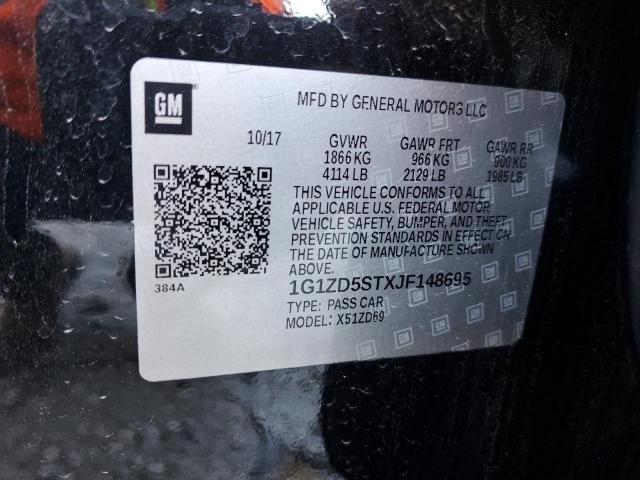 GM
MFD BY GENERAL MOTORS LLC
10/17 GVWR GAWR FRT GAWR RR
1866 KG 966 KG 900 KG
4114 LB 2129 LB 1985 LB
THIS VEHICLE CONFORMS TO ALL
APPLICABLE U.S. FEDERAL MOTOR
VEHICLE SAFETY, BUMPER, AND THEFT
PREVENTION STANDARDS IN EFFECT ON
THE DATE OF MANUFACTURE SHOWN
ABOVE.
384A
1G1ZD5STXJF148695
TYPE: PASS CAR
MODEL: X51ZD69